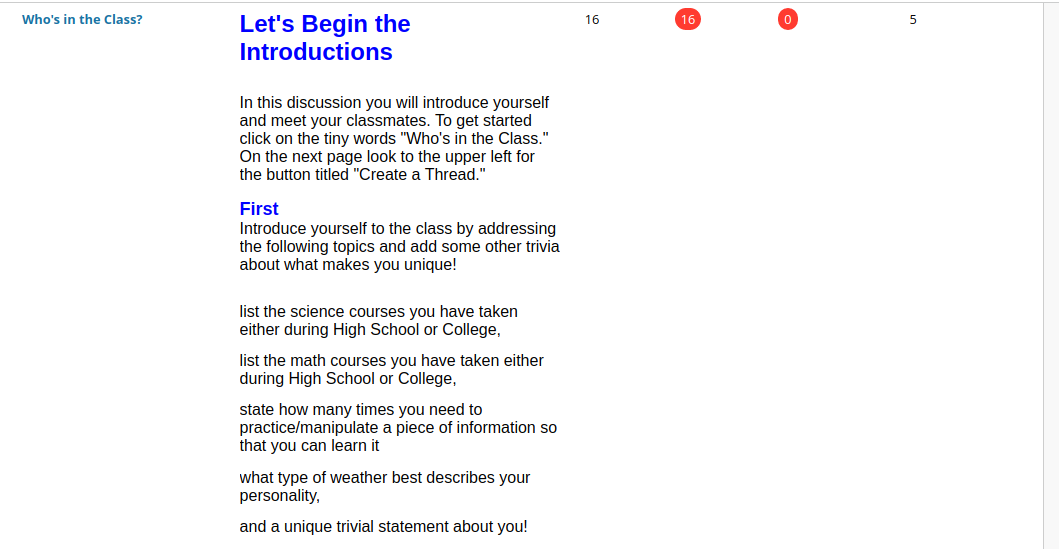 Who's in the Class?
Let's Begin the
Introductions
16
16
0
5
In this discussion you will introduce yourself
and meet your classmates. To get started
click on the tiny words "Who's in the Class."
On the next page look to the upper left for
the button titled "Create a Thread."
First
Introduce yourself to the class by addressing
the following topics and add some other trivia
about what makes you unique!
list the science courses you have taken
either during High School or College,
list the math courses you have taken either
during High School or College,
state how many times you need to
practice/manipulate a piece of information so
that you can learn it
what type of weather best describes your
personality,
and a unique trivial statement about you!